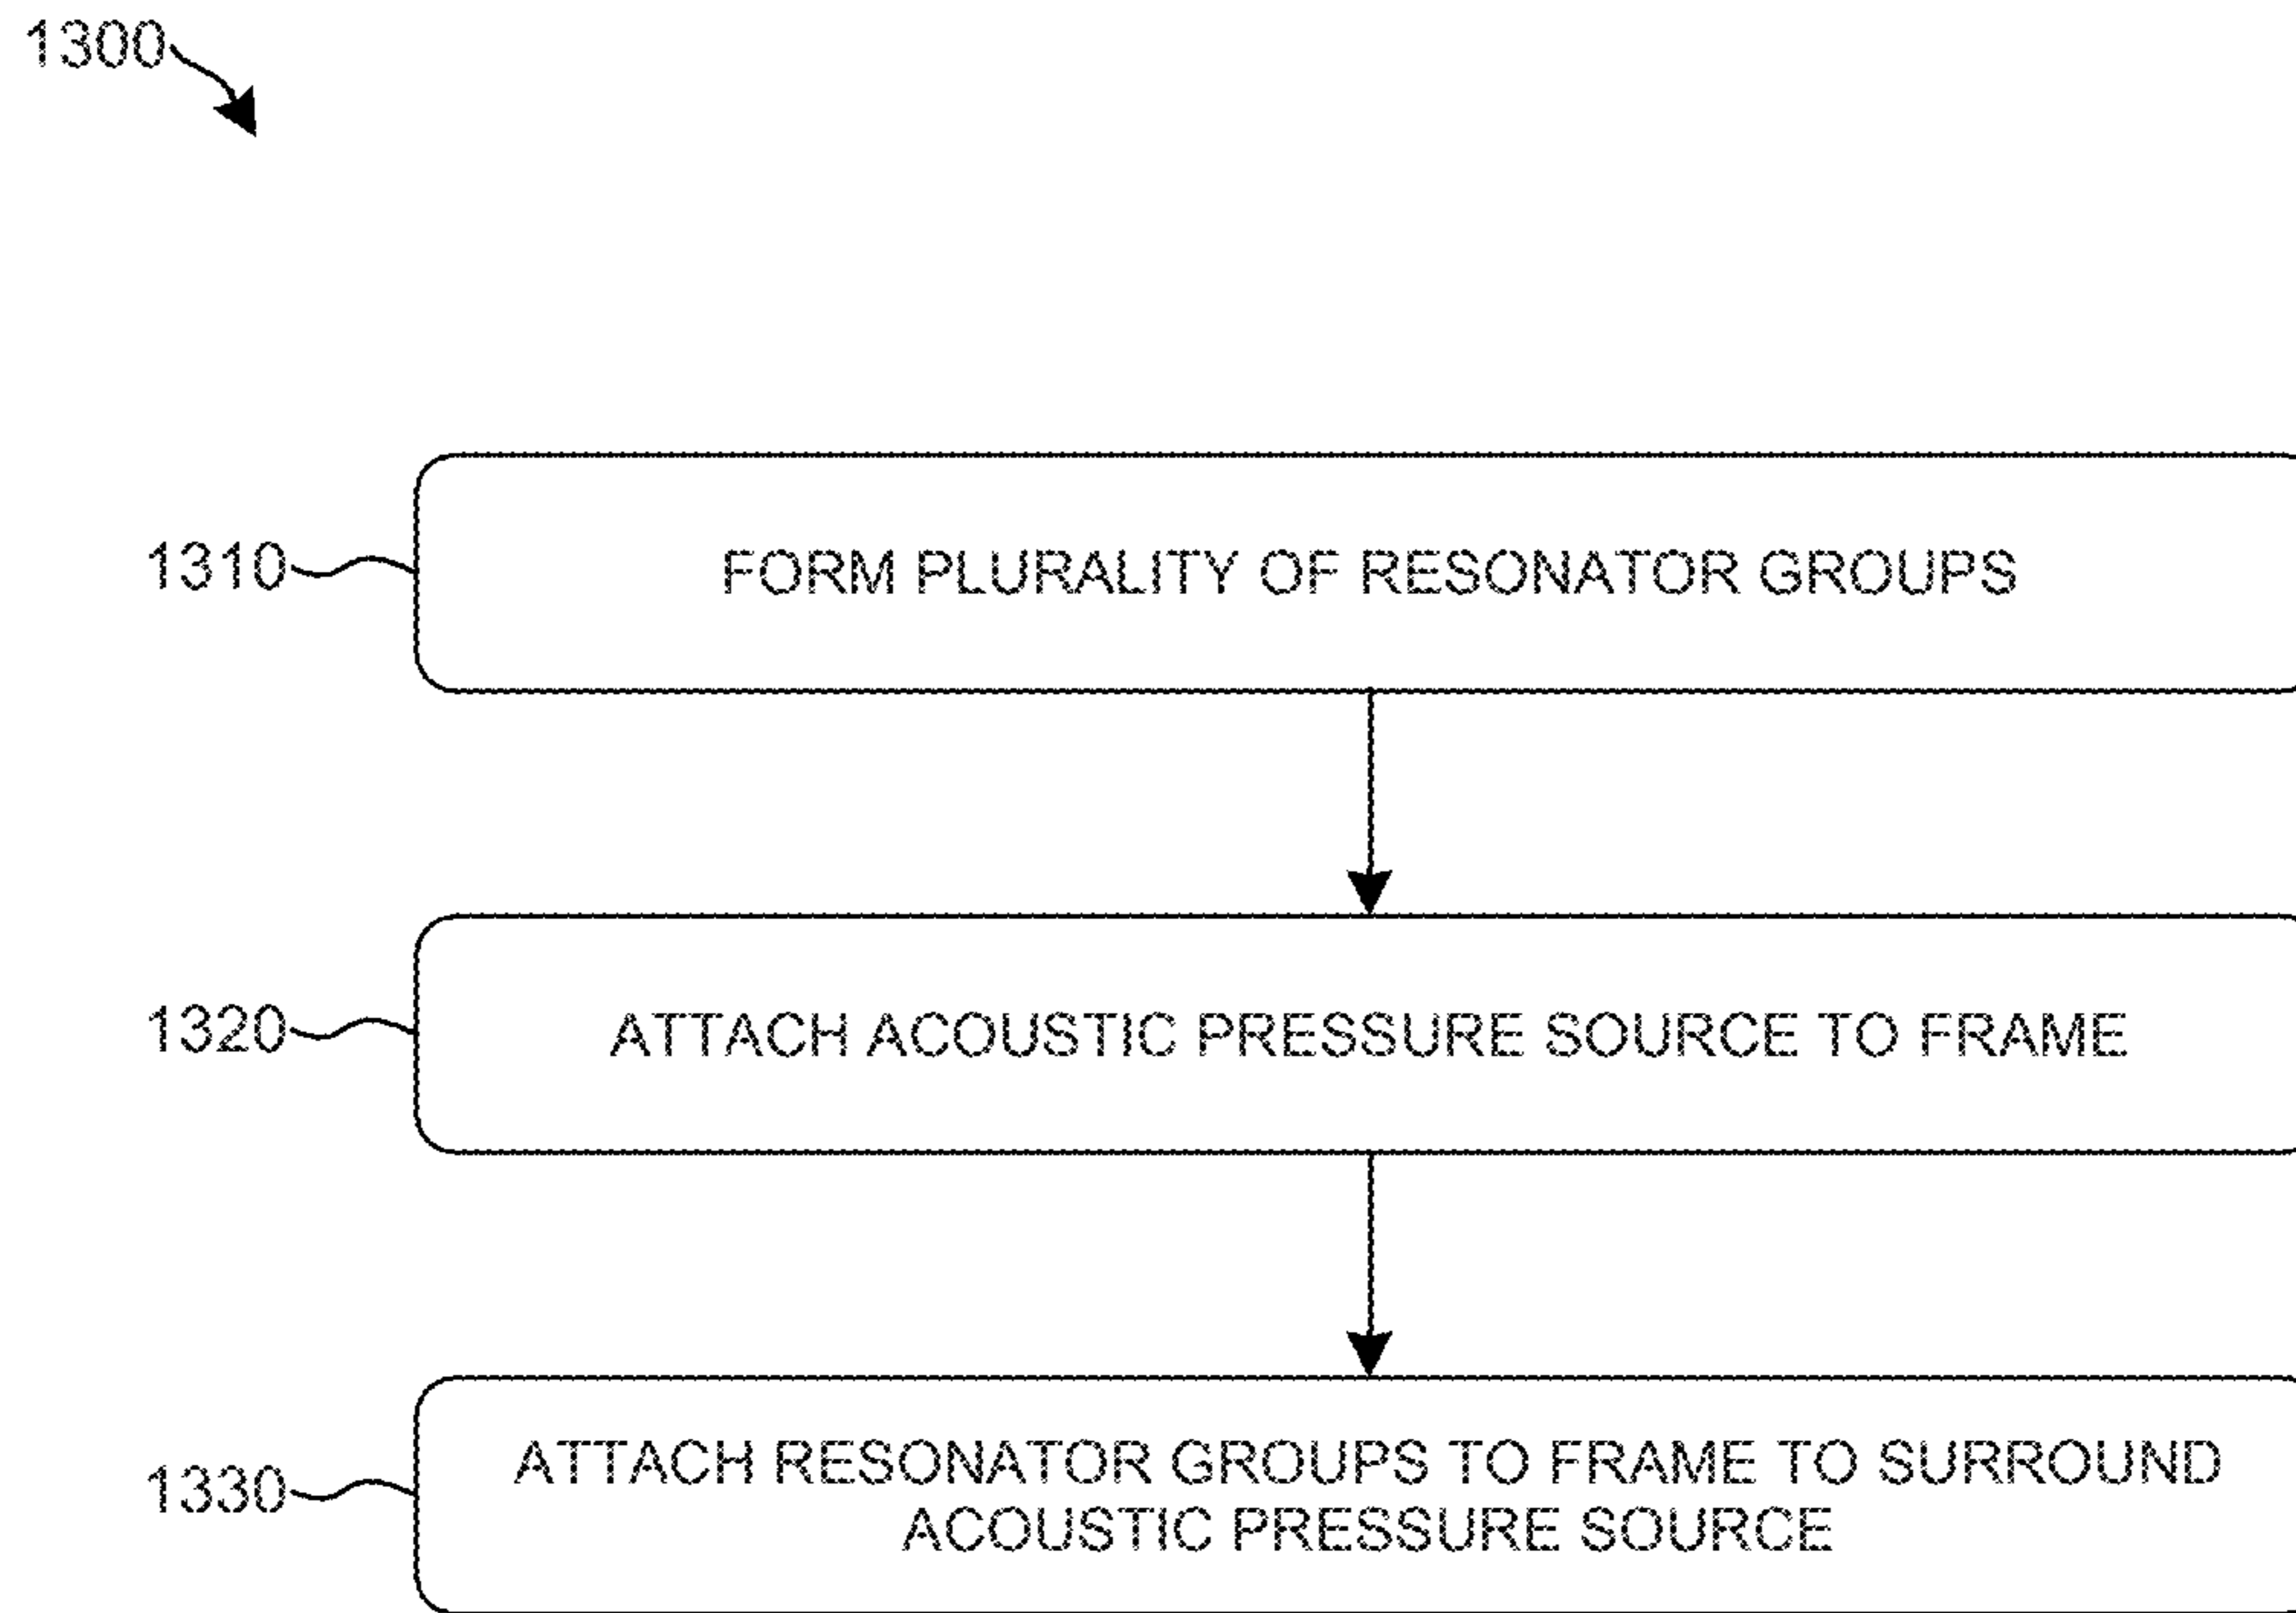 1300
1310
FORM PLURALITY OF RESONATOR GROUPS
1320
ATTACH ACOUSTIC PRESSURE SOURCE TO FRAME
1330
ATTACH RESONATOR GROUPS TO FRAME TO SURROUND
ACOUSTIC PRESSURE SOURCE